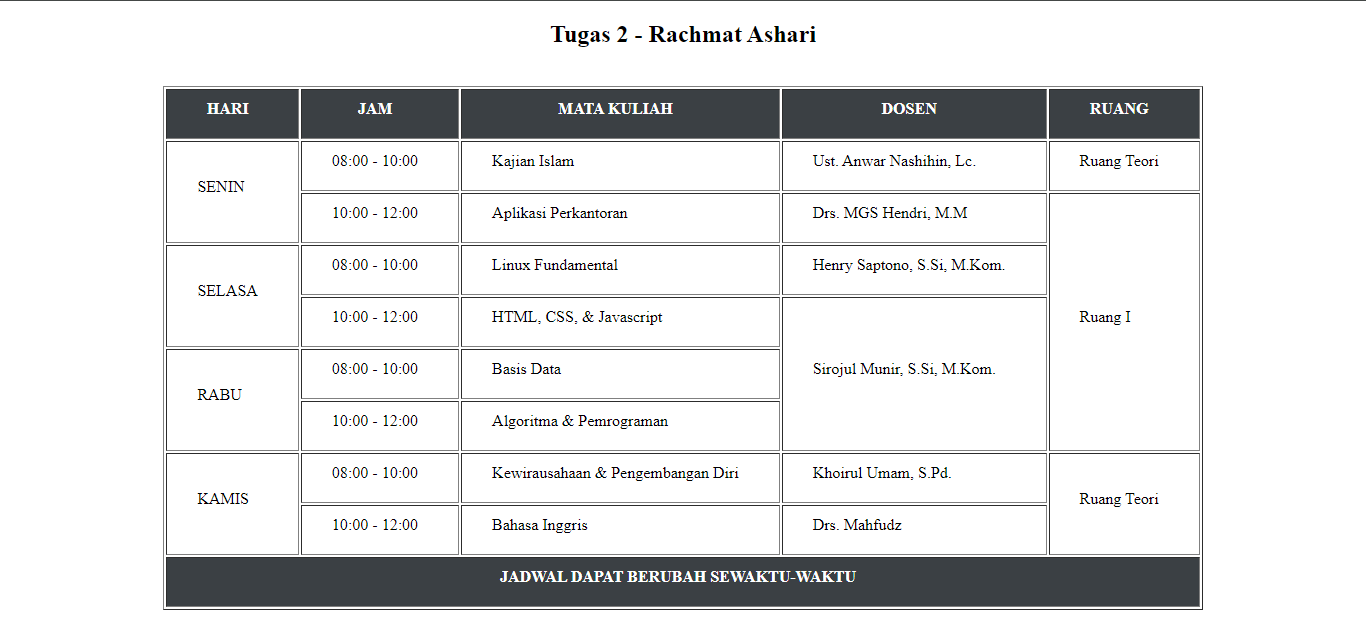 Tugas 2 - Rachmat Ashari
HARI JAM MATA KULIAH DOSEN RUANG
SENIN 08:00 - 10:00 Kajian Islam Ust. Anwar Nashihin, Lc. Ruang Teori
10:00 - 12:00 Aplikasi Perkantoran Drs. MGS Hendri, M.M Ruang I
SELASA 08:00 - 10:00 Linux Fundamental Henry Saptono, S.Si, M.Kom.
10:00 - 12:00 HTML, CSS, & Javascript Sirojul Munir, S.Si, M.Kom.
RABU 08:00 - 10:00 Basis Data
10:00 - 12:00 Algoritma & Pemrograman
KAMIS 08:00 - 10:00 Kewirausahaan & Pengembangan Diri Khoirul Umam, S.Pd. Ruang Teori
10:00 - 12:00 Bahasa Inggris Drs. Mahfudz
JADWAL DAPAT BERUBAH SEWAKTU-WAKTU